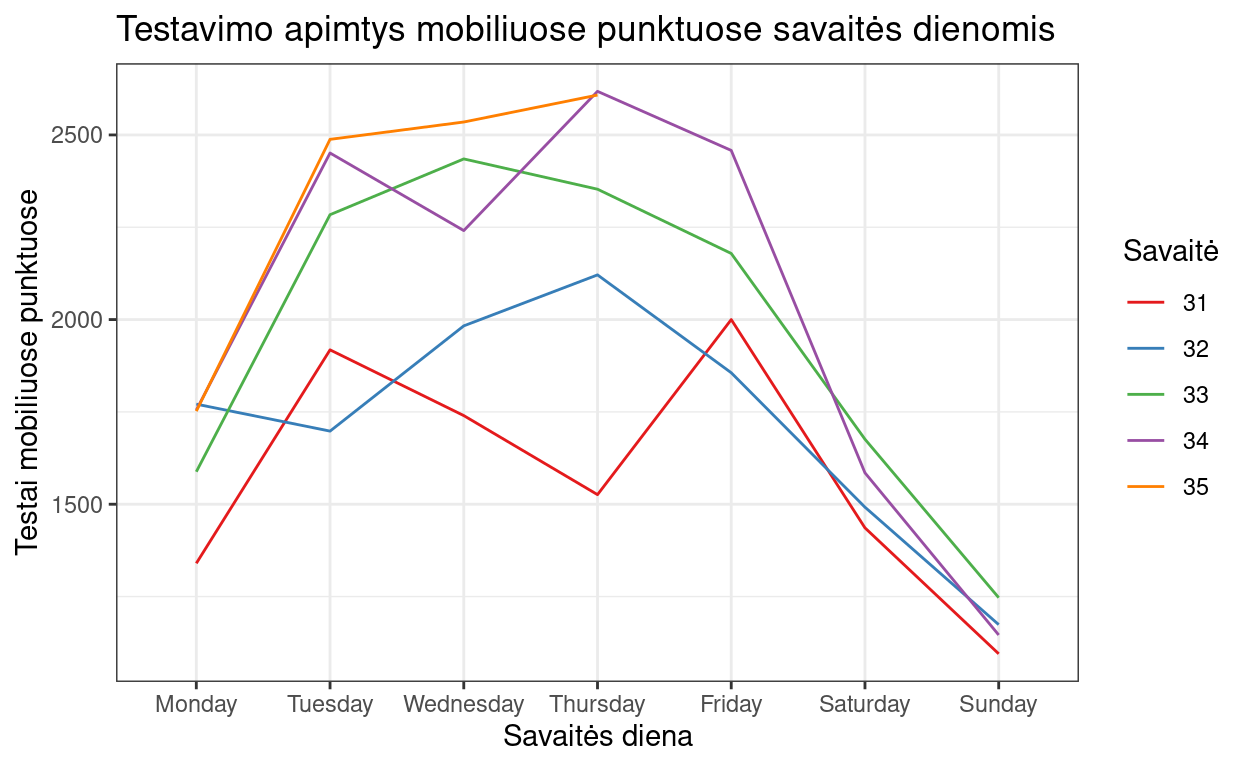 Testavimo apimtys mobiliuose punktuose savaitės dienomis
Testai mobiliuose punktuose
2500
2000
1500
Monday
Tuesday
Wednesday
Thursday
Friday
Saturday
Sunday
Savaitės diena
Savaitė
31
32
33
34
35